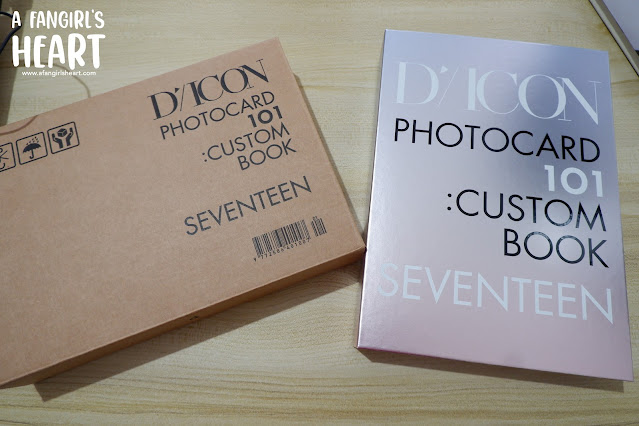 A FANGIRL'S
HEART
www.afangirlsheart.com
D'/ICON
PHOTOCARD
101
:CUSTOM
BOOK
SEVENTEEN
D'/ICON
PHOTOCARD
101
:CUSTOM
BOOK
SEVENTEEN